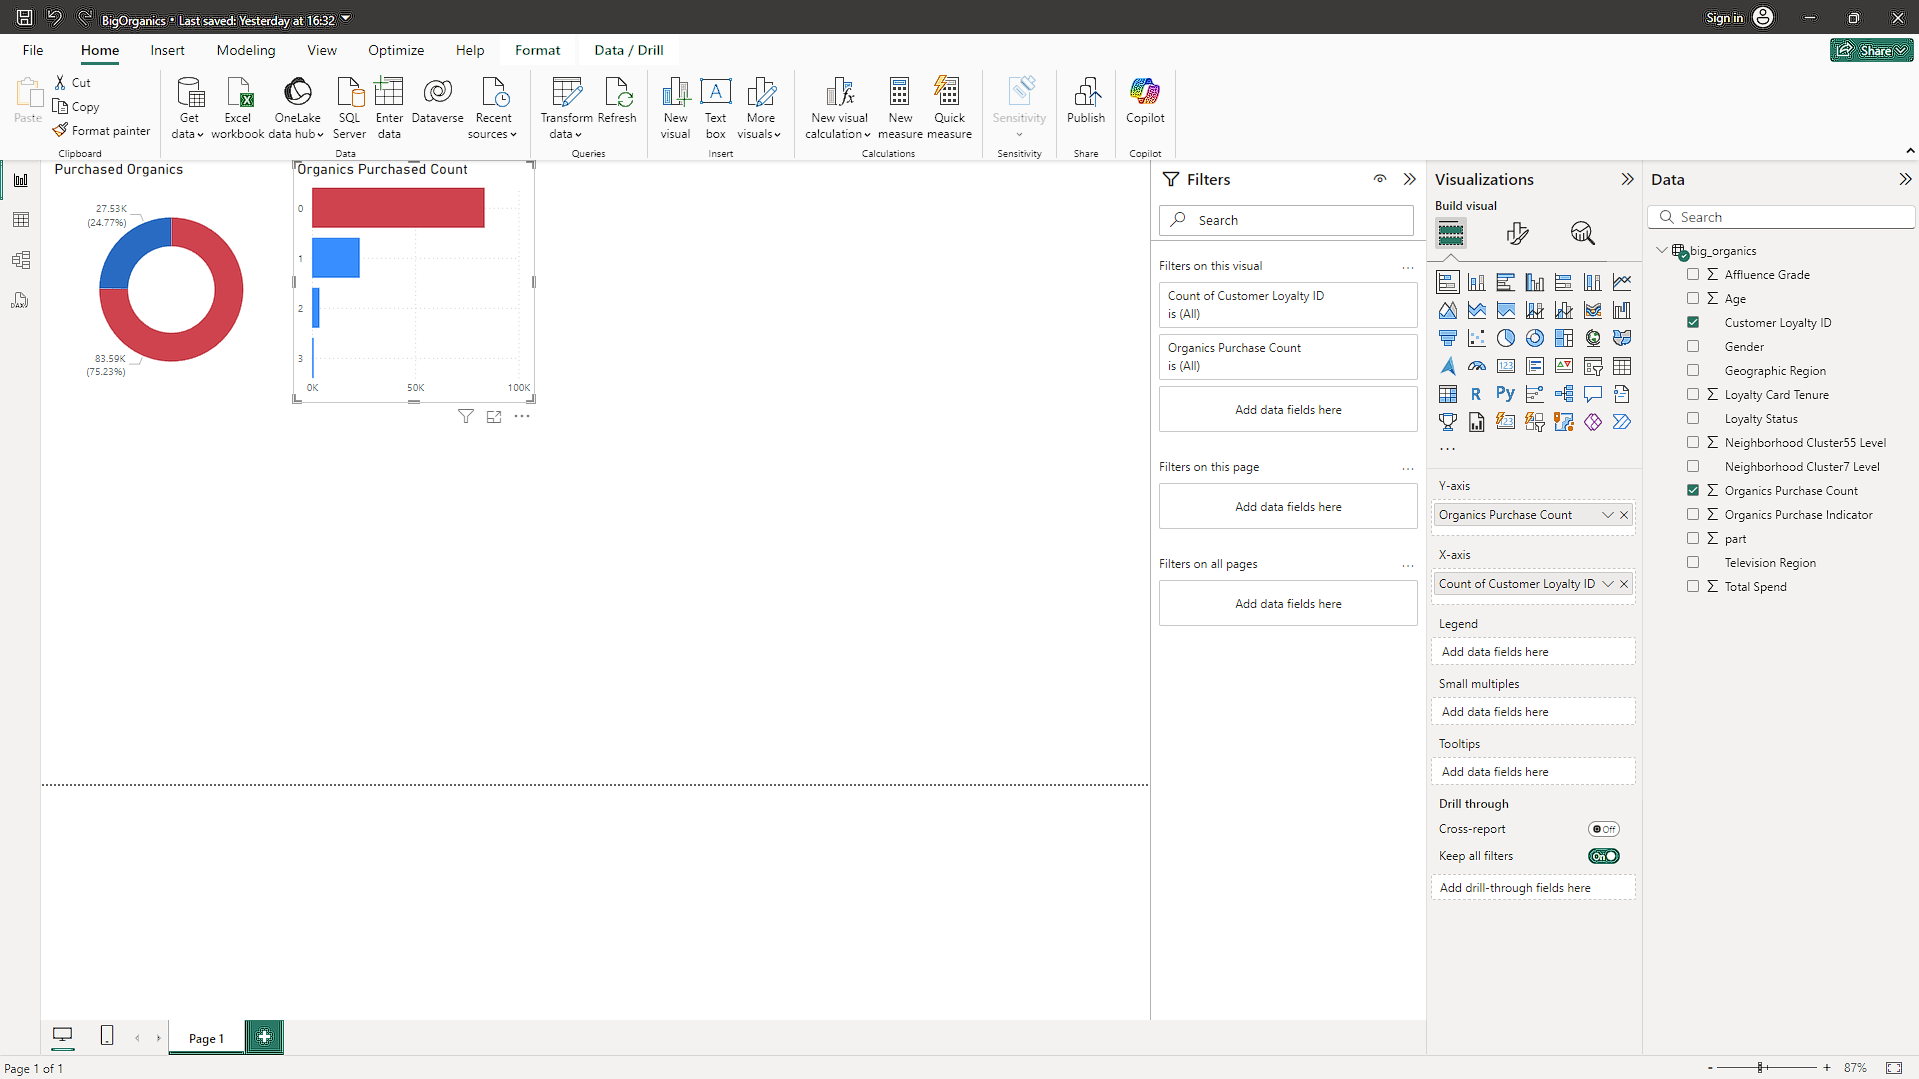 BigOrganics • Last saved: Yesterday at 16:32
Sign in
File Home Insert Modeling View Optimize Help Format Data / Drill
Share
Paste
Cut
Copy
Format painter
Clipboard
Get data
Excel workbook
OneLake data hub
SQL Server
Enter data
Dataverse
Recent sources
Data
Transform data
Refresh
Queries
New visual
Text box
More visuals
Insert
New visual calculation
New measure
Quick measure
Calculations
Sensitivity
Sensitivity
Publish
Share
Copilot
Copilot
Purchased Organics
27.53K
(24.77%)
83.59K
(75.23%)
Organics Purchased Count
0
1
2
3
0K 50K 100K
Filters
Search
Filters on this visual
Count of Customer Loyalty ID
is (All)
Organics Purchase Count
is (All)
Add data fields here
Filters on this page
Add data fields here
Filters on all pages
Add data fields here
Visualizations
Build visual
R
Py
123
123
Y-axis
Organics Purchase Count
X-axis
Count of Customer Loyalty ID
Legend
Add data fields here
Small multiples
Add data fields here
Tooltips
Add data fields here
Drill through
Cross-report
Off
Keep all filters
On
Add drill-through fields here
Data
Search
big_organics
Affluence Grade
Age
Customer Loyalty ID
Gender
Geographic Region
Loyalty Card Tenure
Loyalty Status
Neighborhood Cluster55 Level
Neighborhood Cluster7 Level
Organics Purchase Count
Organics Purchase Indicator
part
Television Region
Total Spend
DAX
Page 1
Page 1 of 1
- + 87%